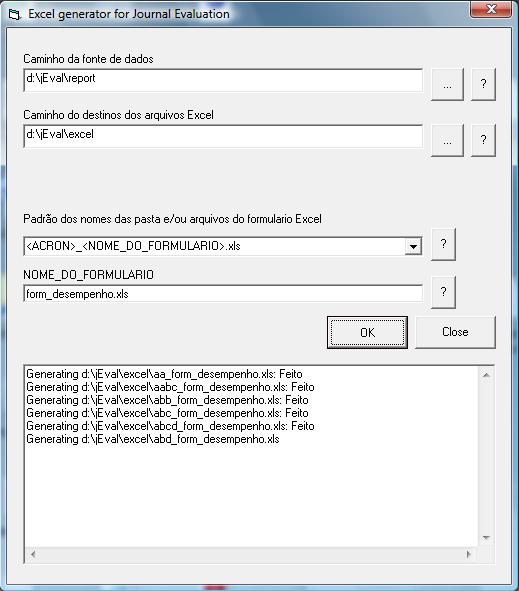 Excel generator for Journal Evaluation
Caminho da fonte de dados
d:\jEval\report
...
?
Caminho do destinos dos arquivos Excel
d:\jEval\excel
...
?
Padrão dos nomes das pasta e/ou arquivos do formulario Excel
<ACRON>_<NOME_DO_FORMULARIO>.xls
?
NOME_DO_FORMULÁRIO
form_desempenho.xls
?
OK
Close
Generating d:\jEval\excel\aa_form_desempenho.xls: Feito
Generating d:\jEval\excel\aabc_form_desempenho.xls: Feito
Generating d:\jEval\excel\abb_form_desempenho.xls: Feito
Generating d:\jEval\excel\abc_form_desempenho.xls: Feito
Generating d:\jEval\excel\abcd_form_desempenho.xls: Feito
Generating d:\jEval\excel\abd_form_desempenho.xls